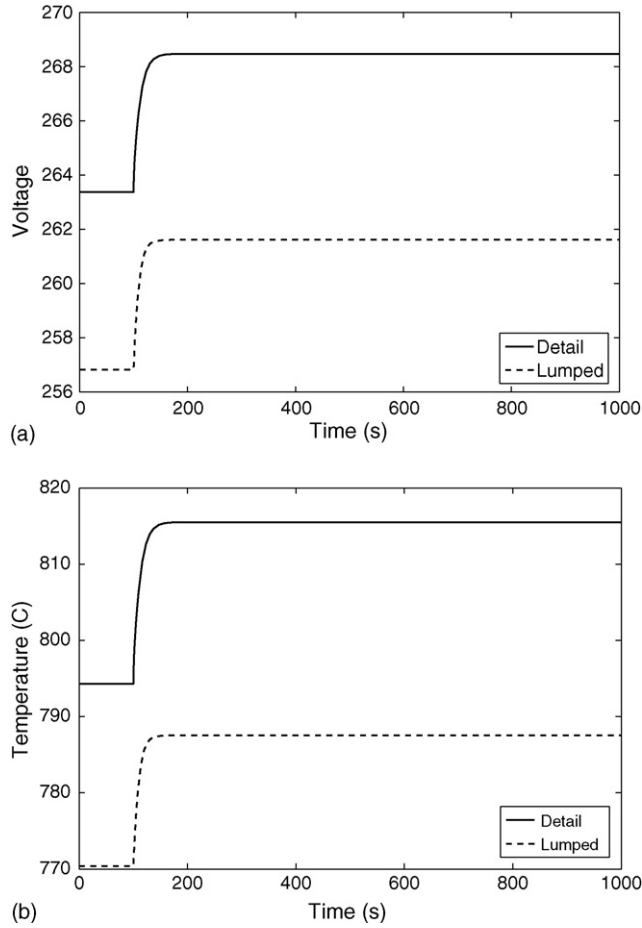 270
268
266
264
262
260
258
256
Voltage
0 200 400 600 800 1000
Time (s)
Detail
Lumped
(a)
820
810
800
790
780
770
Temperature (C)
0 200 400 600 800 1000
Time (s)
Detail
Lumped
(b)